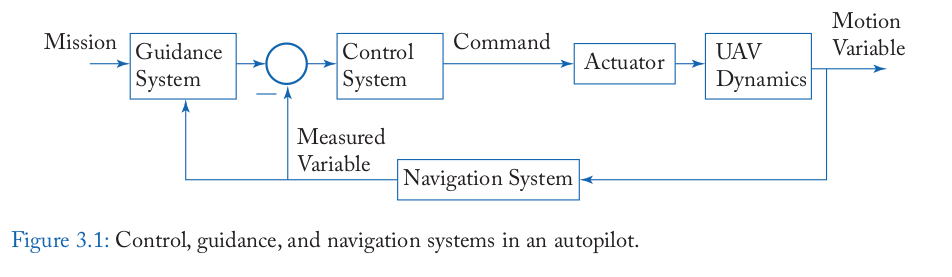 Mission
Guidance
System
Control
System
Command
Actuator
UAV
Dynamics
Motion
Variable
—
Measured
Variable
Navigation System
Figure 3.1: Control, guidance, and navigation systems in an autopilot.